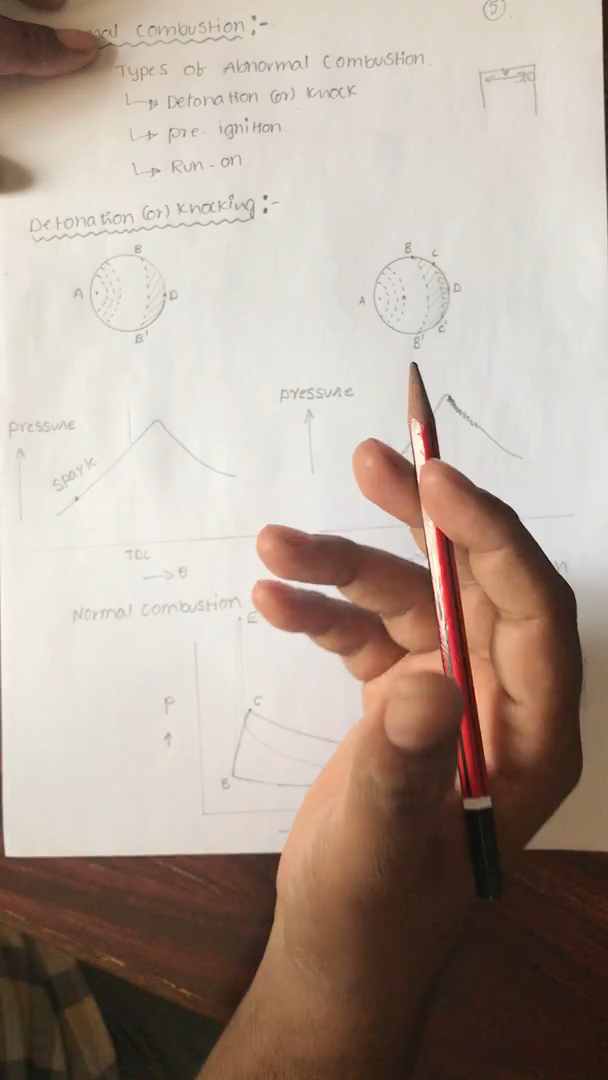 5
Combustion :-
Types of Abnormal Combustion.
↳ Detonation (or) Knock
↳ pre-ignition
↳ Run-on.
Detonation (or) Knocking :-
B
A D
B'
B C
A D
C'
B'
pressure
pressure
spark
TDC
→ θ
Normal Combustion
E
P
C
B